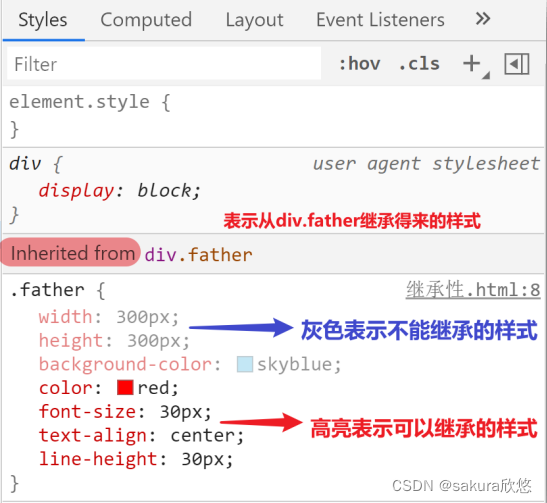 Styles Computed Layout Event Listeners »
Filter :hov .cls +
element.style {
}
div { user agent stylesheet
display: block;
}
表示从div.father继承得来的样式
Inherited from div.father
.father { 继承性.html:8
width: 300px;
height: 300px;
灰色表示不能继承的样式
background-color: skyblue;
color: red;
font-size: 30px;
text-align: center;
高亮表示可以继承的样式
line-height: 30px;
}
CSDN @sakura欣悠